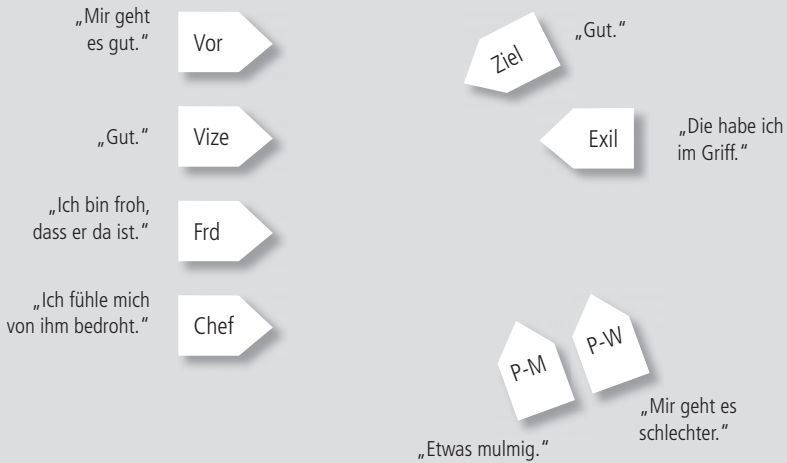 „Mir geht
es gut.“
Vor
Ziel
„Gut.“
„Gut.“
Vize
Exil
„Die habe ich
im Griff.“
„Ich bin froh,
dass er da ist.“
Frd
„Ich fühle mich
von ihm bedroht.“
Chef
P-M
P-W
„Mir geht es
schlechter.“
„Etwas mulmig.“